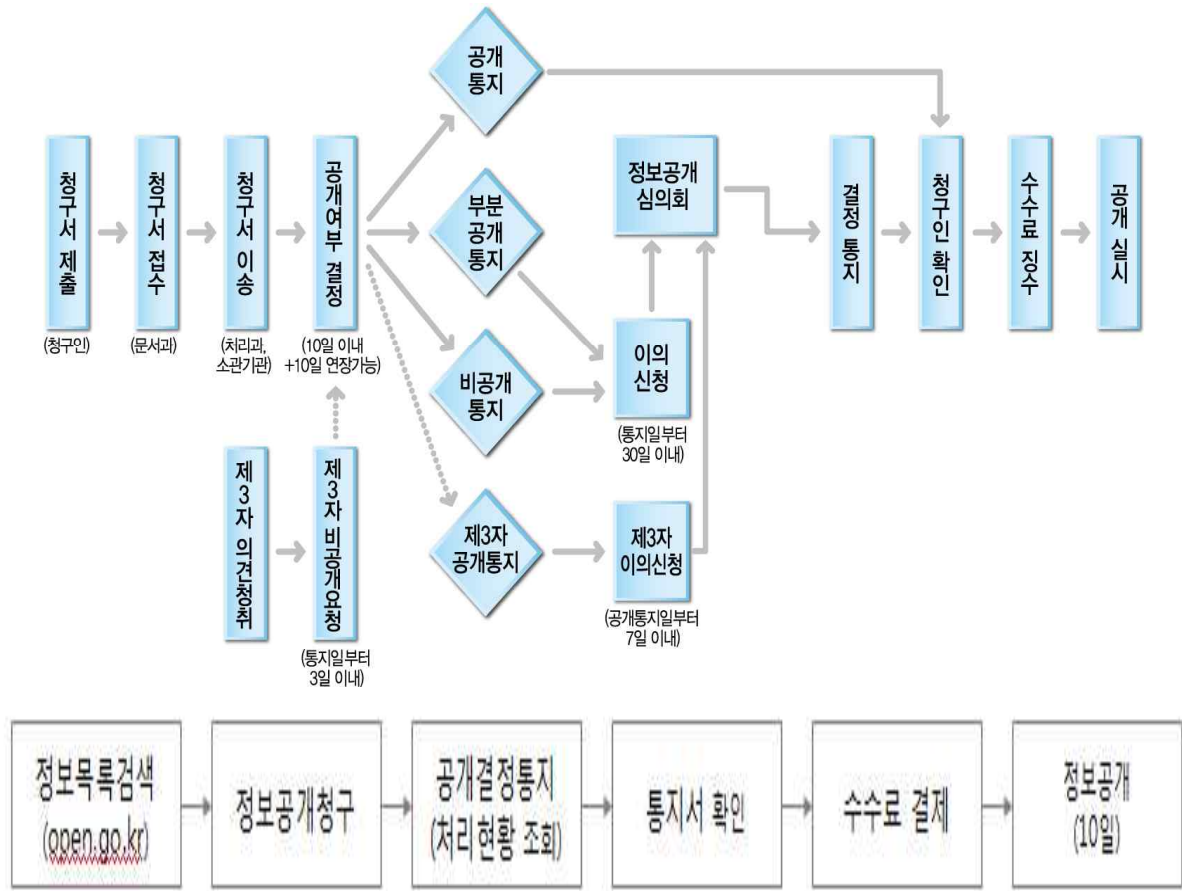 공개
통지
청구서 제출
(청구인)
청구서 접수
(문서과)
청구서 이송
(처리과,
소관기관)
공개여부 결정
(10일 이내
+10일 연장가능)
부분
공개
통지
비공개
통지
제3자
공개통지
정보공개
심의회
이의
신청
(통지일부터
30일 이내)
제3자
이의신청
(공개통지일부터
7일 이내)
결정 통지
청구인 확인
수수료 징수
공개 실시
제3자 의견청취
제3자 비공개요청
(통지일부터
3일 이내)
정보목록검색
(open.go.kr)
정보공개청구
공개결정통지
(처리현황 조회)
통지서 확인
수수료 결제
정보공개
(10일)